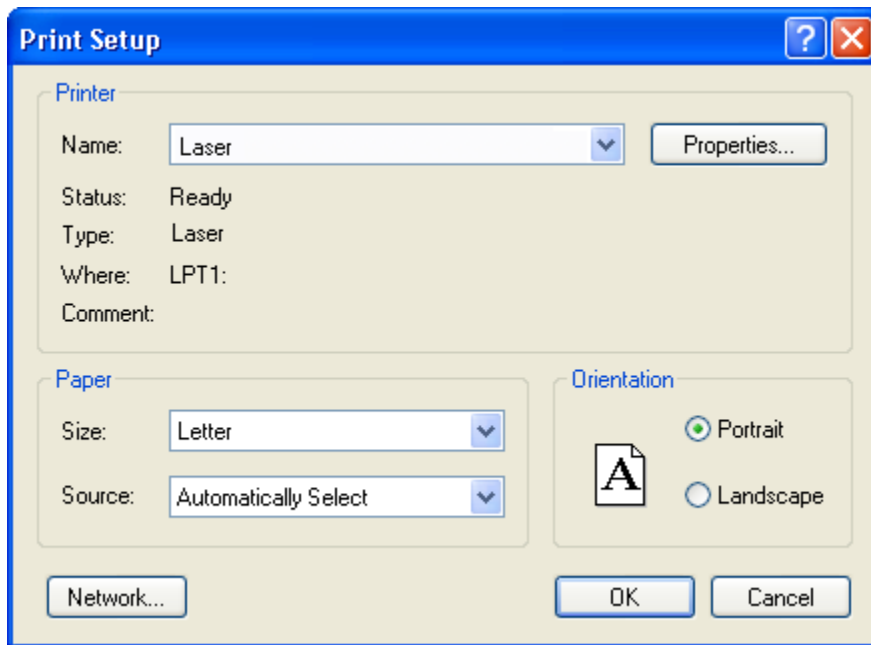 Print Setup
Printer
Name: Laser Properties...
Status: Ready
Type: Laser
Where: LPT1:
Comment:
Paper
Size: Letter
Source: Automatically Select
Orientation
A
Portrait
Landscape
Network... OK Cancel